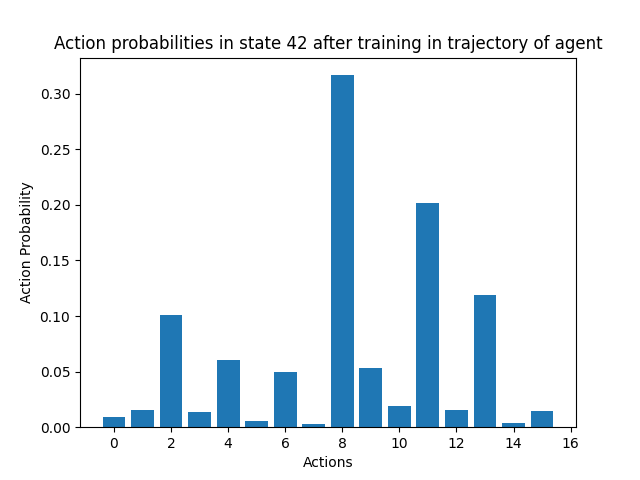 Action probabilities in state 42 after training in trajectory of agent
Action Probability
0.30
0.25
0.20
0.15
0.10
0.05
0.00
0 2 4 6 8 10 12 14 16
Actions